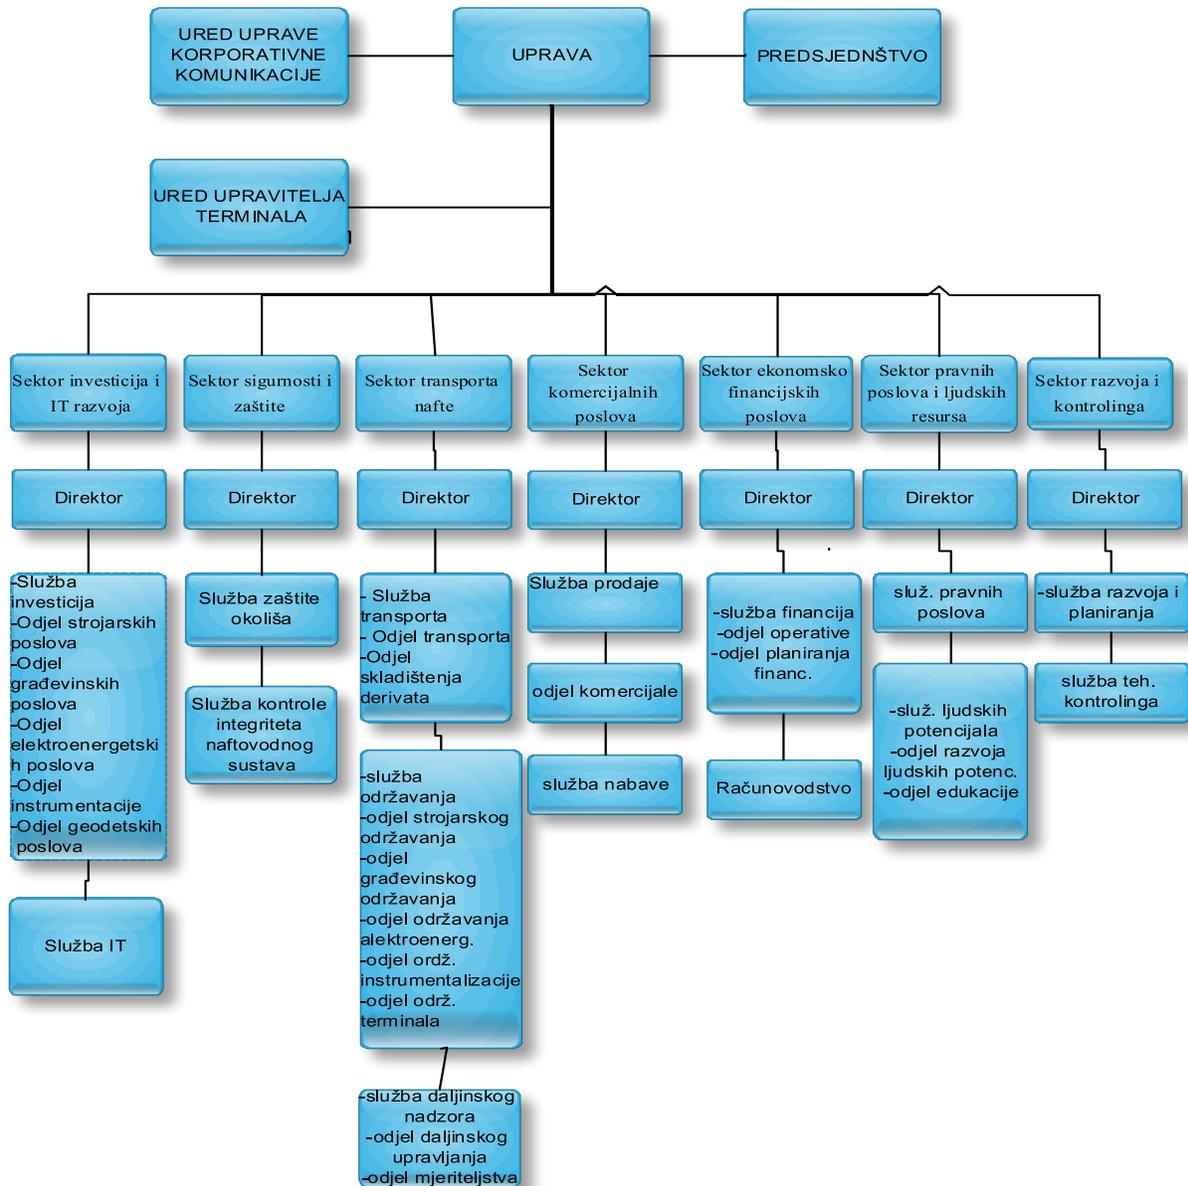 URED UPRAVE
KORPORATIVNE
KOMUNIKACIJE
UPRAVA
PREDSJEDNŠTVO
URED UPRAVITELJA
TERMINALA
Sektor investicija i
IT razvoja
Sektor sigurnosti i
zaštite
Sektor transporta
nafte
Sektor
komercijalnih
poslova
Sektor ekonomsko
financijskih
poslova
Sektor pravnih
poslova i ljudskih
resursa
Sektor razvoja i
kontrolinga
Direktor
Direktor
Direktor
Direktor
Direktor
Direktor
Direktor
-Služba
investicija
-Odjel strojarskih
poslova
-Odjel
građevinskih
poslova
-Odjel
elektroenergetski
h poslova
-Odjel
instrumentacije
-Odjel geodetskih
poslova
Služba IT
Služba zaštite
okoliša
Služba kontrole
integriteta
naftovodnog
sustava
- Služba
transporta
- Odjel transporta
-Odjel
skladištenja
derivata
-služba
održavanja
-odjel strojarskog
održavanja
-odjel
građevinskog
održavanja
-odjel održavanja
alektroenerg.
-odjel ordž.
instrumentalizacije
-odjel održ.
terminala
-služba daljinskog
nadzora
-odjel daljinskog
upravljanja
-odjel mjeriteljstva
Služba prodaje
odjel komercijale
služba nabave
-služba financija
-odjel operative
-odjel planiranja
financ.
Računovodstvo
služ. pravnih
poslova
-služ. ljudskih
potencijala
-odjel razvoja
ljudskih potenc.
-odjel edukacije
-služba razvoja i
planiranja
služba teh.
kontrolinga